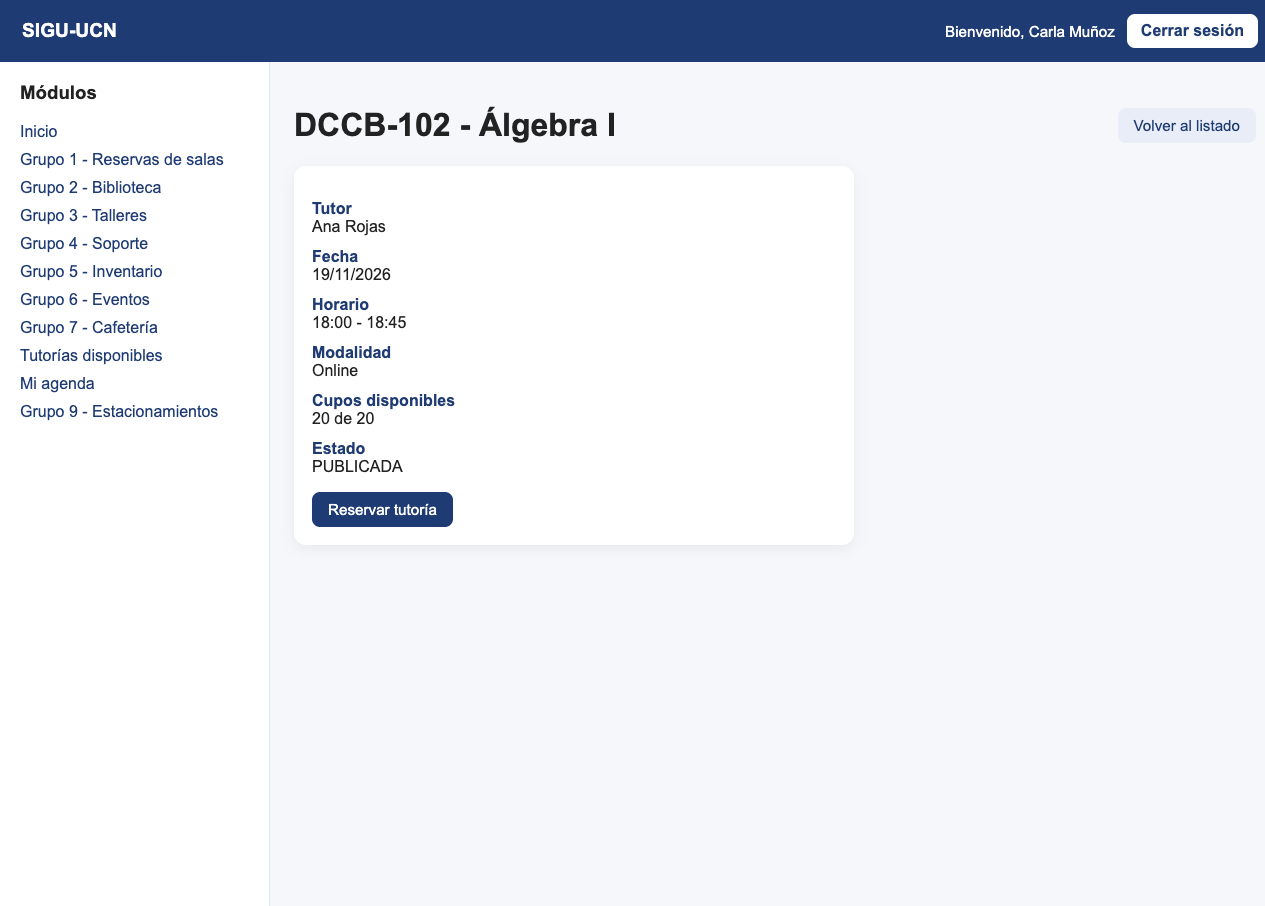 SIGU-UCN
Bienvenido, Carla Muñoz
Cerrar sesión
Módulos
Inicio
Grupo 1 - Reservas de salas
Grupo 2 - Biblioteca
Grupo 3 - Talleres
Grupo 4 - Soporte
Grupo 5 - Inventario
Grupo 6 - Eventos
Grupo 7 - Cafetería
Tutorías disponibles
Mi agenda
Grupo 9 - Estacionamientos
DCCB-102 - Álgebra I
Volver al listado
Tutor
Ana Rojas
Fecha
19/11/2026
Horario
18:00 - 18:45
Modalidad
Online
Cupos disponibles
20 de 20
Estado
PUBLICADA
Reservar tutoría